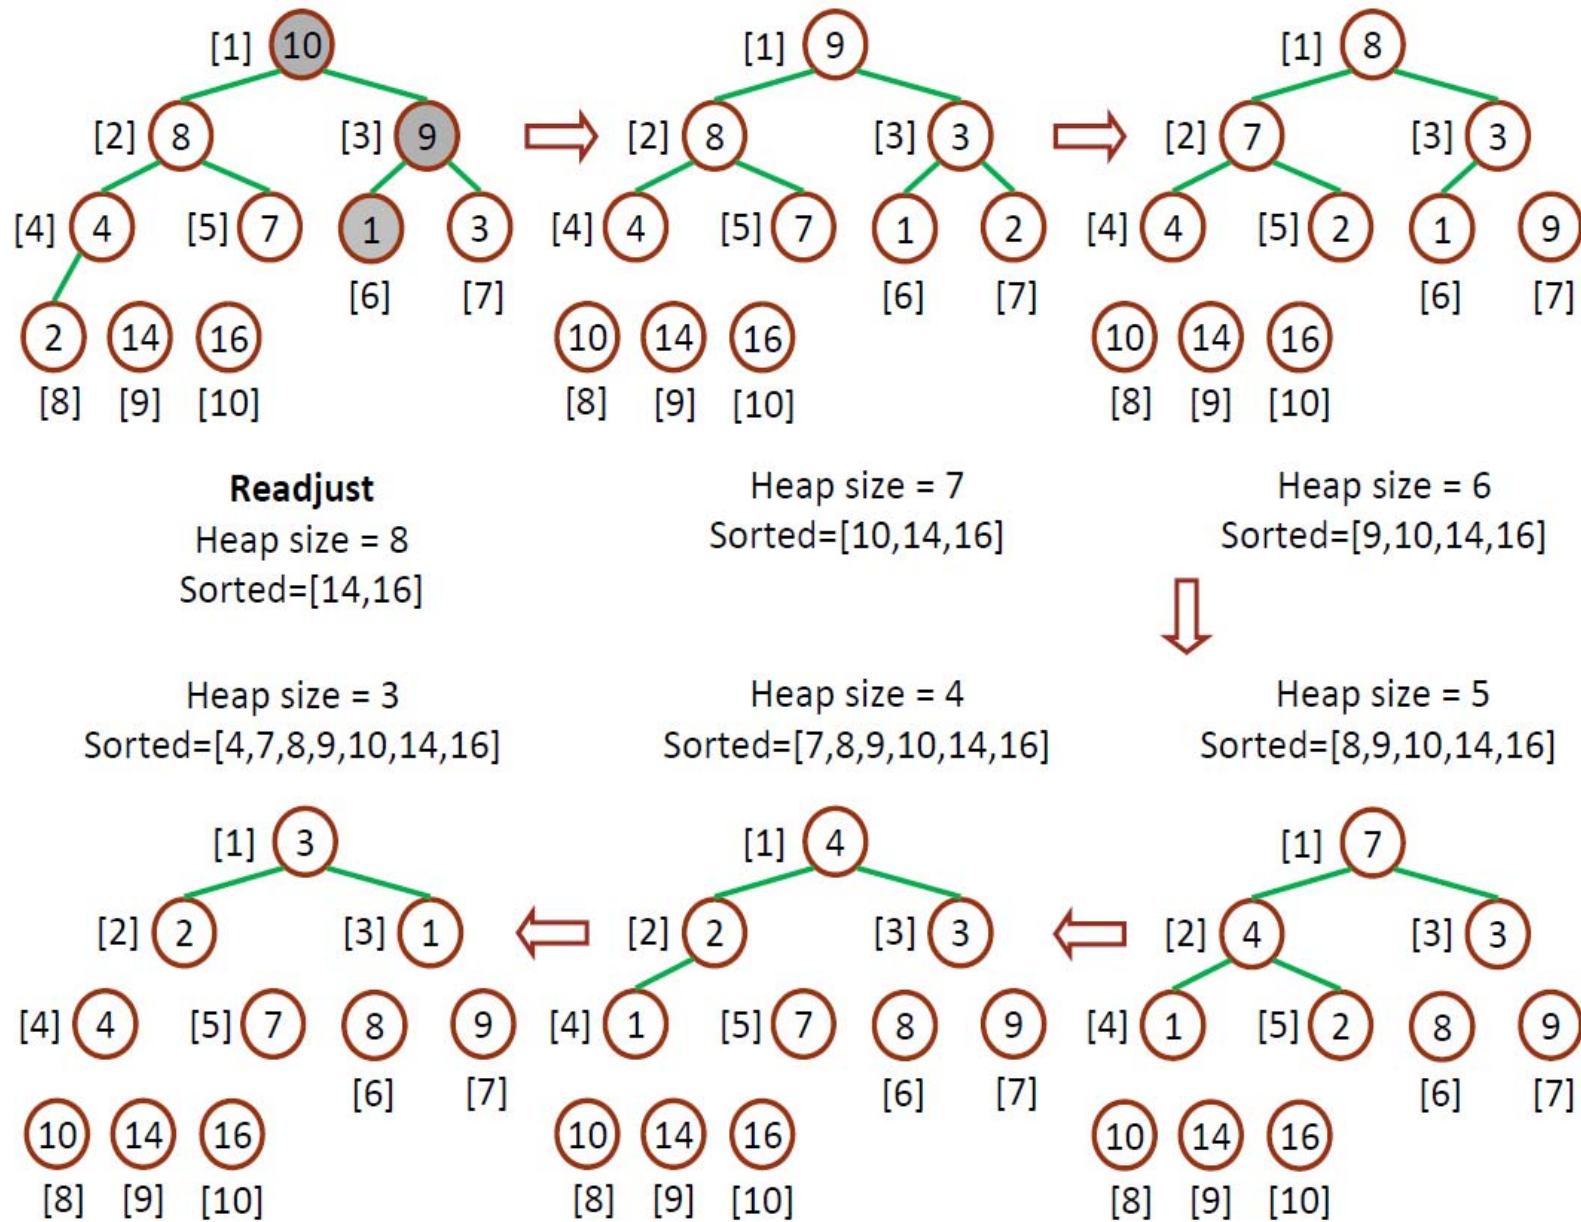 [1] 10 [1] 9 [1] 8
[2] 8 [3] 9 [2] 8 [3] 3 [2] 7 [3] 3
[4] 4 [5] 7 1 3 [4] 4 [5] 7 1 2 [4] 4 [5] 2 1 9
[6] [7] [6] [7] [6] [7]
2 14 16 10 14 16 10 14 16
[8] [9] [10] [8] [9] [10] [8] [9] [10]
Readjust
Heap size = 8
Sorted=[14,16]
Heap size = 7
Sorted=[10,14,16]
Heap size = 6
Sorted=[9,10,14,16]
Heap size = 3
Sorted=[4,7,8,9,10,14,16]
Heap size = 4
Sorted=[7,8,9,10,14,16]
Heap size = 5
Sorted=[8,9,10,14,16]
[1] 3 [1] 4 [1] 7
[2] 2 [3] 1 [2] 2 [3] 3 [2] 4 [3] 3
[4] 4 [5] 7 8 9 [4] 1 [5] 7 8 9 [4] 1 [5] 2 8 9
[6] [7] [6] [7] [6] [7]
10 14 16 10 14 16 10 14 16
[8] [9] [10] [8] [9] [10] [8] [9] [10]